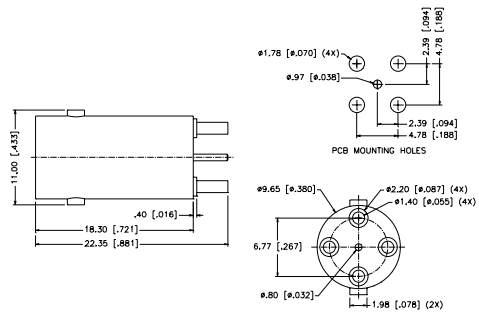 ø1.78 [ø.070] (4X)
ø.97 [ø.038]
2.39 [.094]
4.78 [.188]
2.39 [.094]
4.78 [.188]
PCB MOUNTING HOLES
11.00 [.433]
.40 [.016]
18.30 [.721]
22.35 [.881]
ø9.65 [ø.380]
ø2.20 [ø.087] (4X)
ø1.40 [ø.055] (4X)
6.77 [.267]
ø.80 [ø.032]
1.98 [.078] (2X)